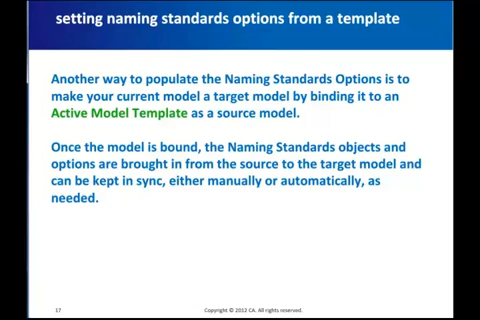 setting naming standards options from a template
Another way to populate the Naming Standards Options is to
make your current model a target model by binding it to an
Active Model Template as a source model.
Once the model is bound, the Naming Standards objects and
options are brought in from the source to the target model and
can be kept in sync, either manually or automatically, as
needed.
17
Copyright © 2012 CA. All rights reserved.